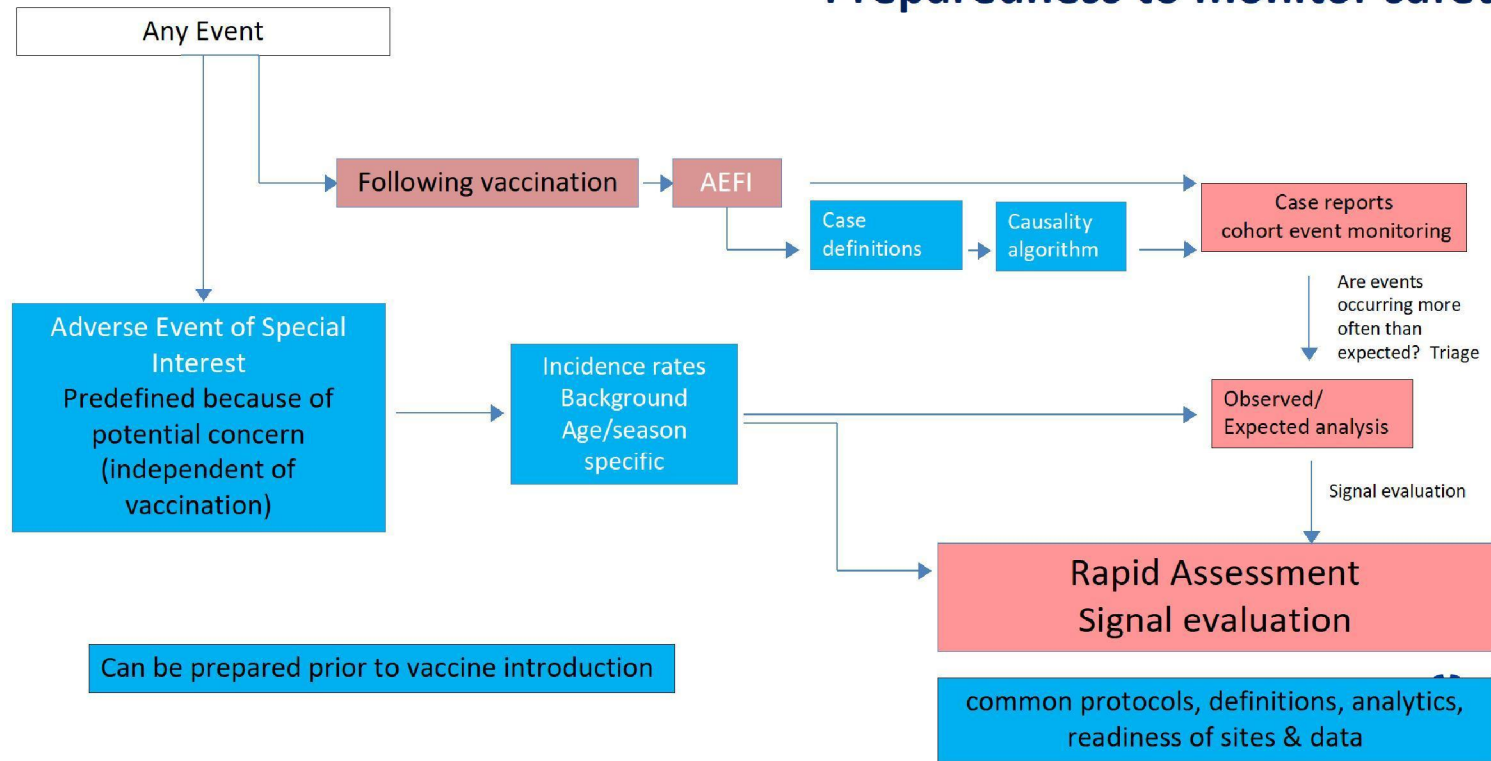 Preparedness to monitor
Any Event
Following vaccination
AEFI
Case
definitions
Causality
algorithm
Case reports
cohort event monitoring
Are events
occurring more
often than
expected? Triage
Adverse Event of Special
Interest
Predefined because of
potential concern
(independent of
vaccination)
Incidence rates
Background
Age/season
specific
Observed/
Expected analysis
Signal evaluation
Rapid Assessment
Signal evaluation
Can be prepared prior to vaccine introduction
common protocols, definitions, analytics,
readiness of sites & data